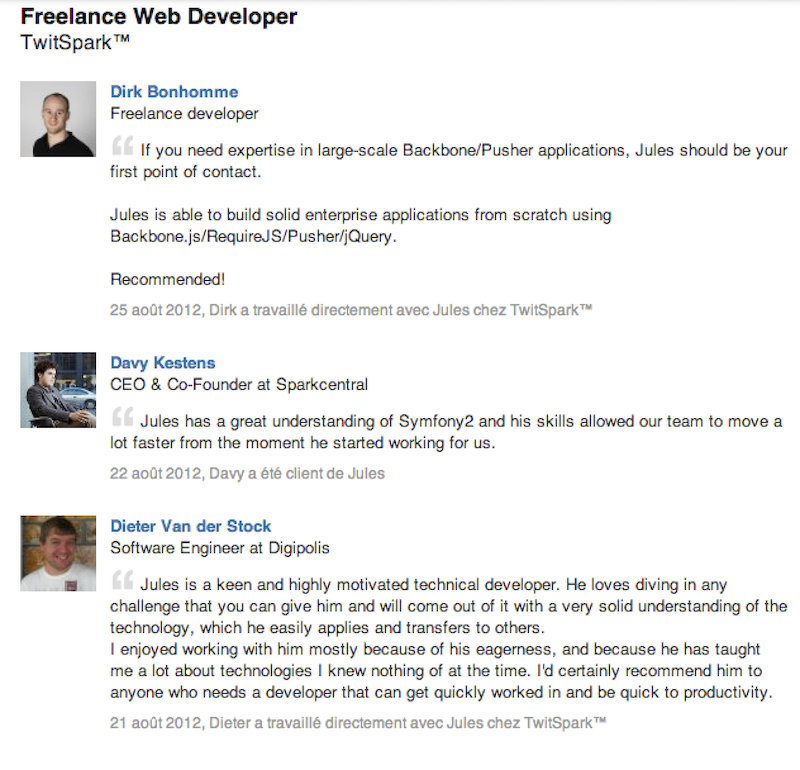 Freelance Web Developer
TwitSpark™
Dirk Bonhomme
Freelance developer
“ If you need expertise in large-scale Backbone/Pusher applications, Jules should be your
first point of contact.
Jules is able to build solid enterprise applications from scratch using
Backbone.js/RequireJS/Pusher/jQuery.
Recommended!
25 août 2012, Dirk a travaillé directement avec Jules chez TwitSpark™
Davy Kestens
CEO & Co-Founder at Sparkcentral
“ Jules has a great understanding of Symfony2 and his skills allowed our team to move a
lot faster from the moment he started working for us.
22 août 2012, Davy a été client de Jules
Dieter Van der Stock
Software Engineer at Digipolis
“ Jules is a keen and highly motivated technical developer. He loves diving in any
challenge that you can give him and will come out of it with a very solid understanding of the
technology, which he easily applies and transfers to others.
I enjoyed working with him mostly because of his eagerness, and because he has taught
me a lot about technologies I knew nothing of at the time. I'd certainly recommend him to
anyone who needs a developer that can get quickly worked in and be quick to productivity.
21 août 2012, Dieter a travaillé directement avec Jules chez TwitSpark™